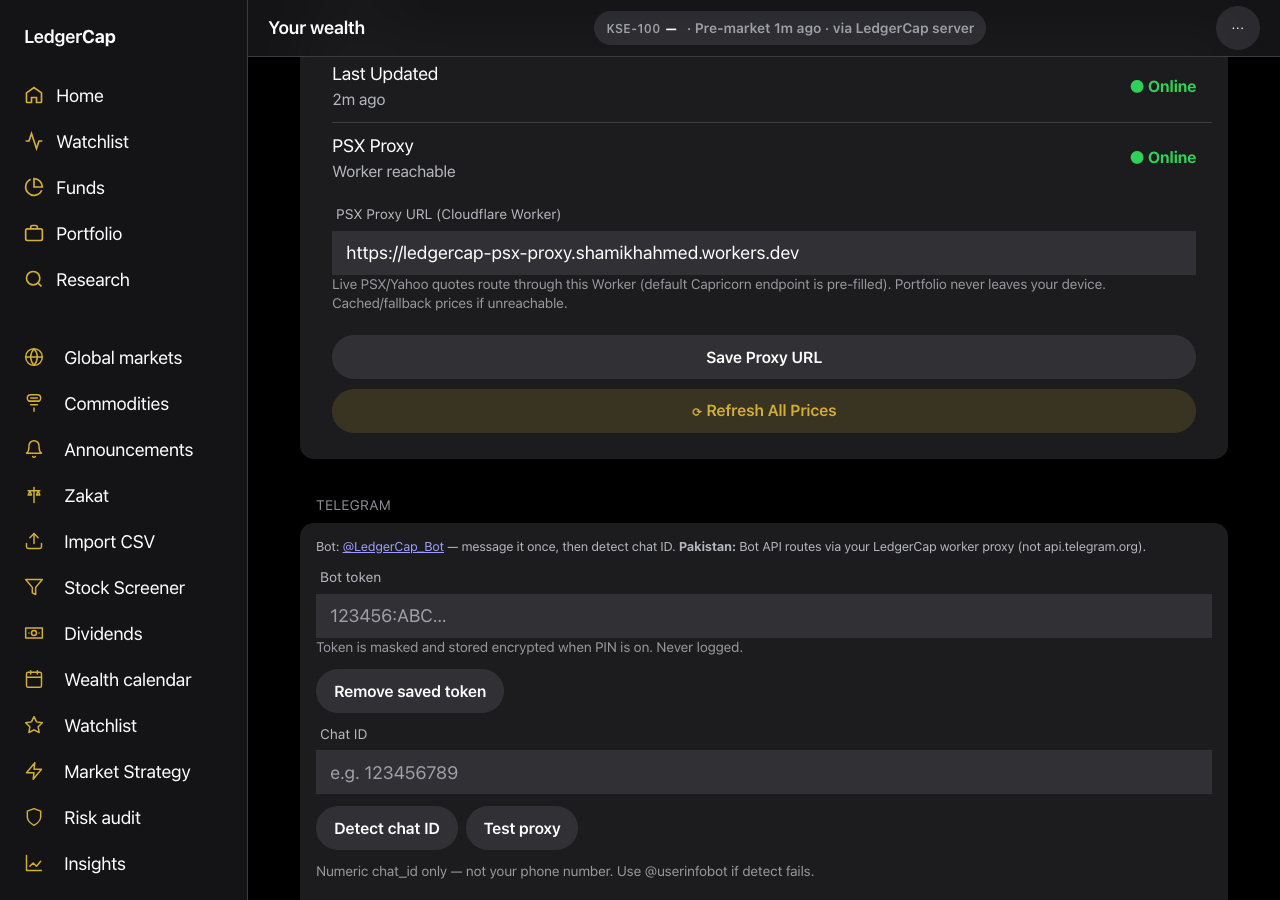 LedgerCap
Home
Watchlist
Funds
Portfolio
Research
Global markets
Commodities
Announcements
Zakat
Import CSV
Stock Screener
Dividends
Wealth calendar
Watchlist
Market Strategy
Risk audit
Insights
Your wealth
KSE-100 — · Pre-market 1m ago · via LedgerCap server
...
Last Updated
2m ago
Online
PSX Proxy
Worker reachable
Online
PSX Proxy URL (Cloudflare Worker)
https://ledgercap-psx-proxy.shamikhahmed.workers.dev
Live PSX/Yahoo quotes route through this Worker (default Capricorn endpoint is pre-filled). Portfolio never leaves your device.
Cached/fallback prices if unreachable.
Save Proxy URL
⟳ Refresh All Prices
TELEGRAM
Bot: @LedgerCap_Bot — message it once, then detect chat ID. Pakistan: Bot API routes via your LedgerCap worker proxy (not api.telegram.org).
Bot token
123456:ABC...
Token is masked and stored encrypted when PIN is on. Never logged.
Remove saved token
Chat ID
e.g. 123456789
Detect chat ID
Test proxy
Numeric chat_id only — not your phone number. Use @userinfobot if detect fails.